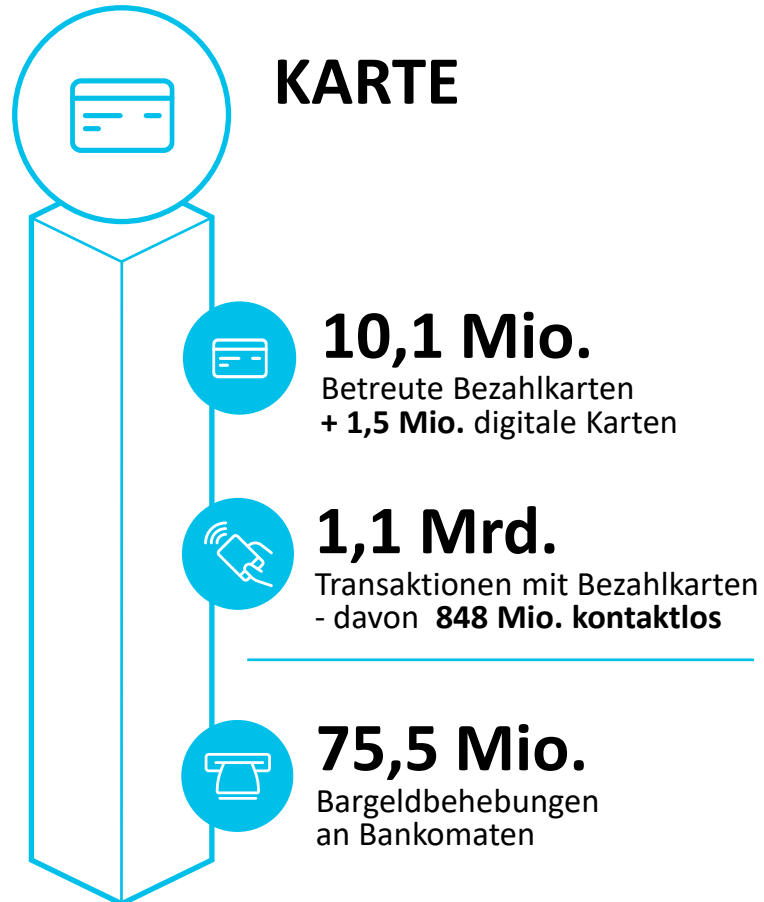 KARTE
10,1 Mio.
Betreute Bezahlkarten
+ 1,5 Mio. digitale Karten
1,1 Mrd.
Transaktionen mit Bezahlkarten
- davon 848 Mio. kontaktlos
75,5 Mio.
Bargeldbehebungen
an Bankomaten